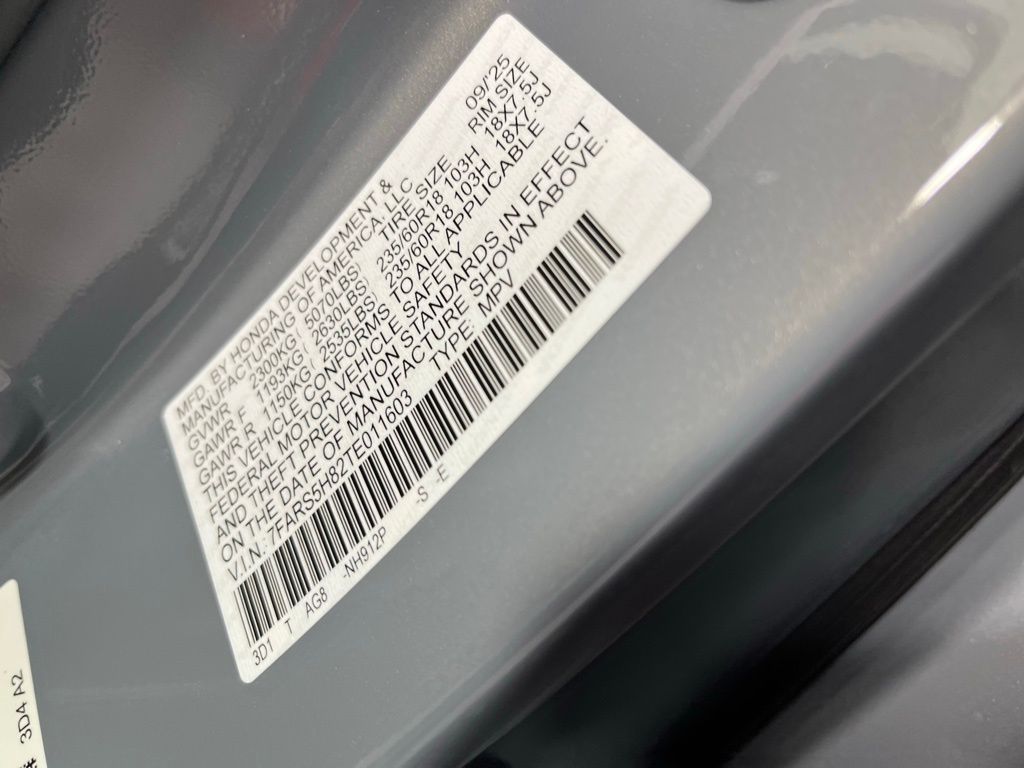 MFD. BY HONDA DEVELOPMENT &
MANUFACTURING OF AMERICA, LLC 09/25
GVWR 2300KG 5070LBS TIRE SIZE RIM SIZE
GAWR F 1193KG 2630LBS 235/60R18 103H 18X7.5J
GAWR R 1150KG 2535LBS 235/60R18 103H 18X7.5J
THIS VEHICLE CONFORMS TO ALL APPLICABLE
FEDERAL MOTOR VEHICLE SAFETY
AND THEFT PREVENTION STANDARDS IN EFFECT
ON THE DATE OF MANUFACTURE SHOWN ABOVE.
V.I.N: 7FARS5H82TE011603 TYPE: MPV
3D1 T AG8 -NH912P -S E
# 3D4 A2